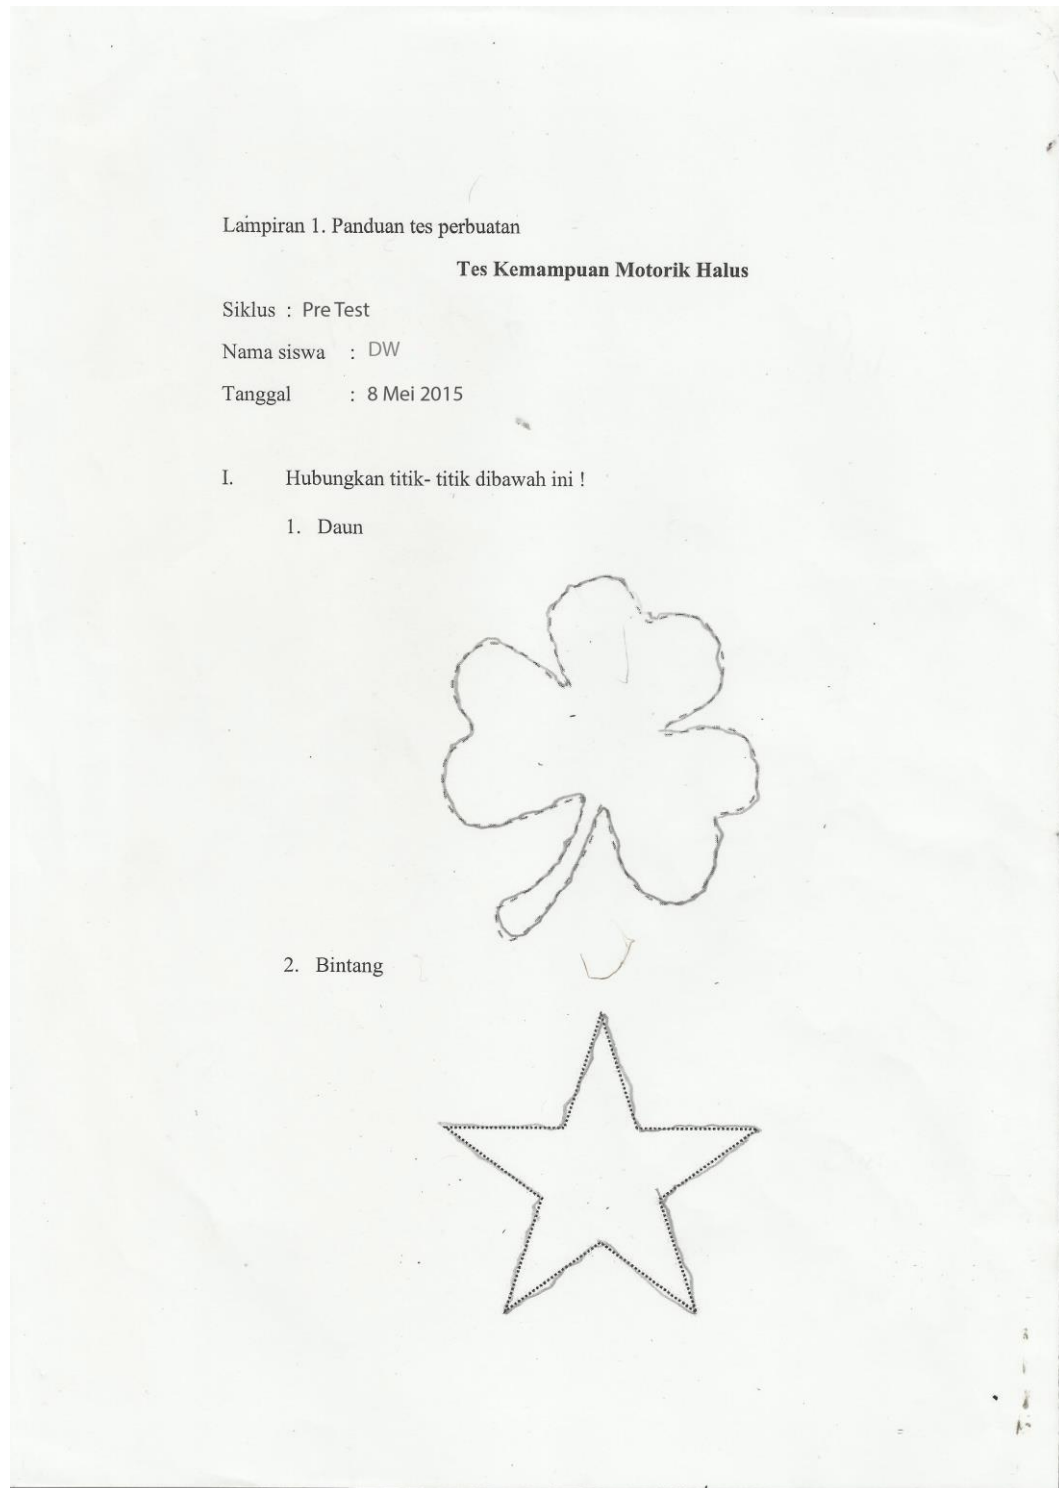 Lampiran 1. Panduan tes perbuatan
Tes Kemampuan Motorik Halus
Siklus : Pre Test
Nama siswa : DW
Tanggal : 8 Mei 2015
I. Hubungkan titik- titik dibawah ini !
1. Daun
2. Bintang